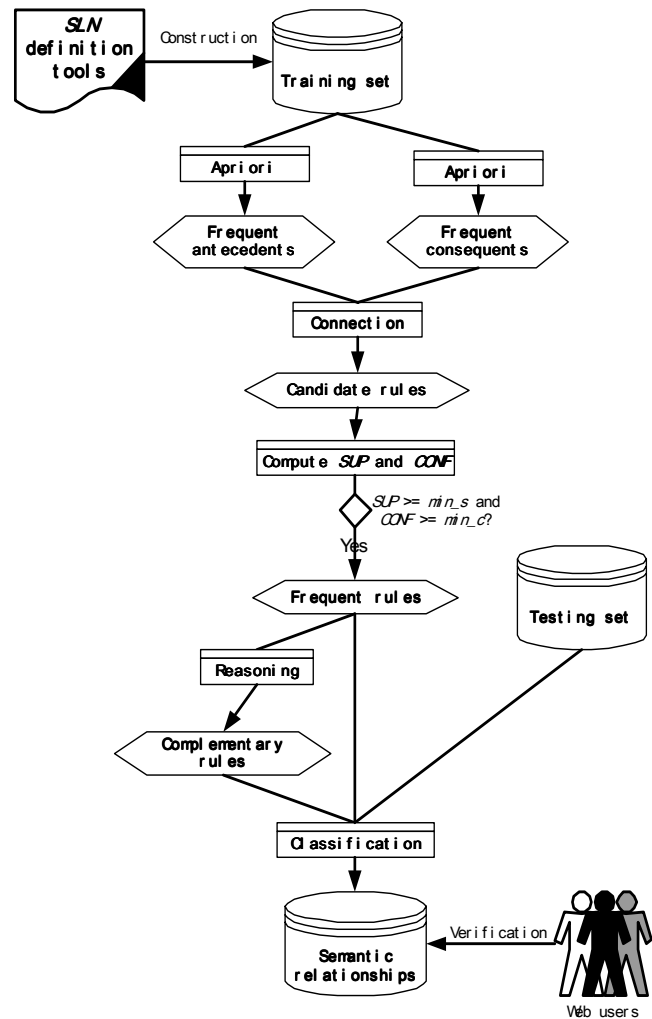 SLN
definition
tools
Construction
Training set
Apriori
Apriori
Frequent
antecedents
Frequent
consequents
Connection
Candidate rules
Compute SUP and CONF
SUP >= min_s and
CONF >= min_c?
Yes
Frequent rules
Testing set
Reasoning
Complementary
rules
Classification
Semantic
relationships
Verification
Web users